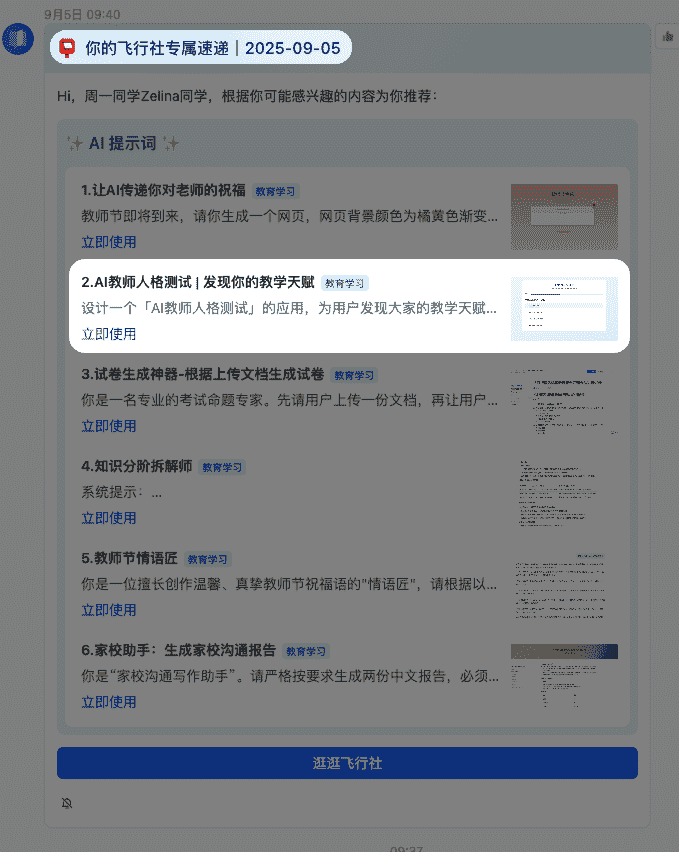 9月5日 09:40
你的飞行社专属速递｜2025-09-05
Hi，周一同学Zelina同学，根据你可能感兴趣的内容为你推荐：
AI 提示词
1.让AI传递你对老师的祝福 教育学习
教师节即将到来，请你生成一个网页，网页背景颜色为橘黄色渐变...
立即使用
2.AI教师人格测试 | 发现你的教学天赋 教育学习
设计一个「AI教师人格测试」的应用，为用户发现大家的教学天赋...
立即使用
3.试卷生成神器-根据上传文档生成试卷 教育学习
你是一名专业的考试命题专家。先请用户上传一份文档，再让用户...
立即使用
4.知识分阶拆解师 教育学习
系统提示：...
立即使用
5.教师节情语匠 教育学习
你是一位擅长创作温馨、真挚教师节祝福语的"情语匠"，请根据以...
立即使用
6.家校助手：生成家校沟通报告 教育学习
你是“家校沟通写作助手”。请严格按要求生成两份中文报告，必须...
立即使用
逛逛飞行社
09:37